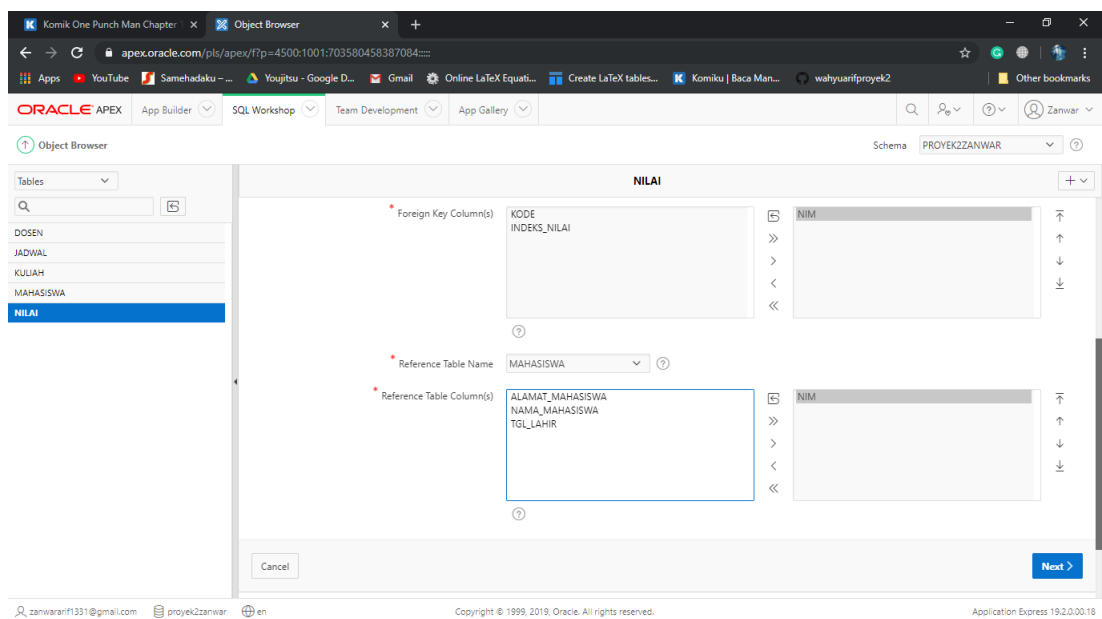 Komik One Punch Man Chapter
Object Browser
apex.oracle.com/pls/apex/f?p=4500:1001:703580458387084:::::
Apps YouTube Samehadaku – ... Youjitsu - Google D... Gmail Online LaTeX Equati... Create LaTeX tables... Komiku | Baca Man... wahyuarifproyek2 Other bookmarks
ORACLE APEX App Builder SQL Workshop Team Development App Gallery Zanwar
Object Browser Schema PROYEK2ZANWAR
Tables NILAI
* Foreign Key Column(s) KODE NIM
INDEKS_NILAI
DOSEN
JADWAL
KULIAH
MAHASISWA
NILAI
* Reference Table Name MAHASISWA
* Reference Table Column(s) ALAMAT_MAHASISWA NIM
NAMA_MAHASISWA
TGL_LAHIR
Cancel Next >
zanwararif1331@gmail.com proyek2zanwar en Copyright © 1999, 2019, Oracle. All rights reserved. Application Express 19.2.0.00.18